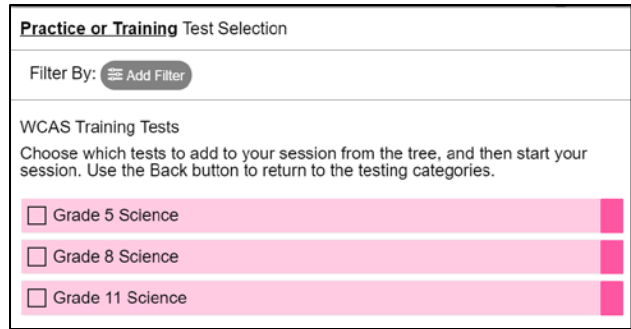 Practice or Training Test Selection
Filter By: Add Filter
WCAS Training Tests
Choose which tests to add to your session from the tree, and then start your
session. Use the Back button to return to the testing categories.
Grade 5 Science
Grade 8 Science
Grade 11 Science